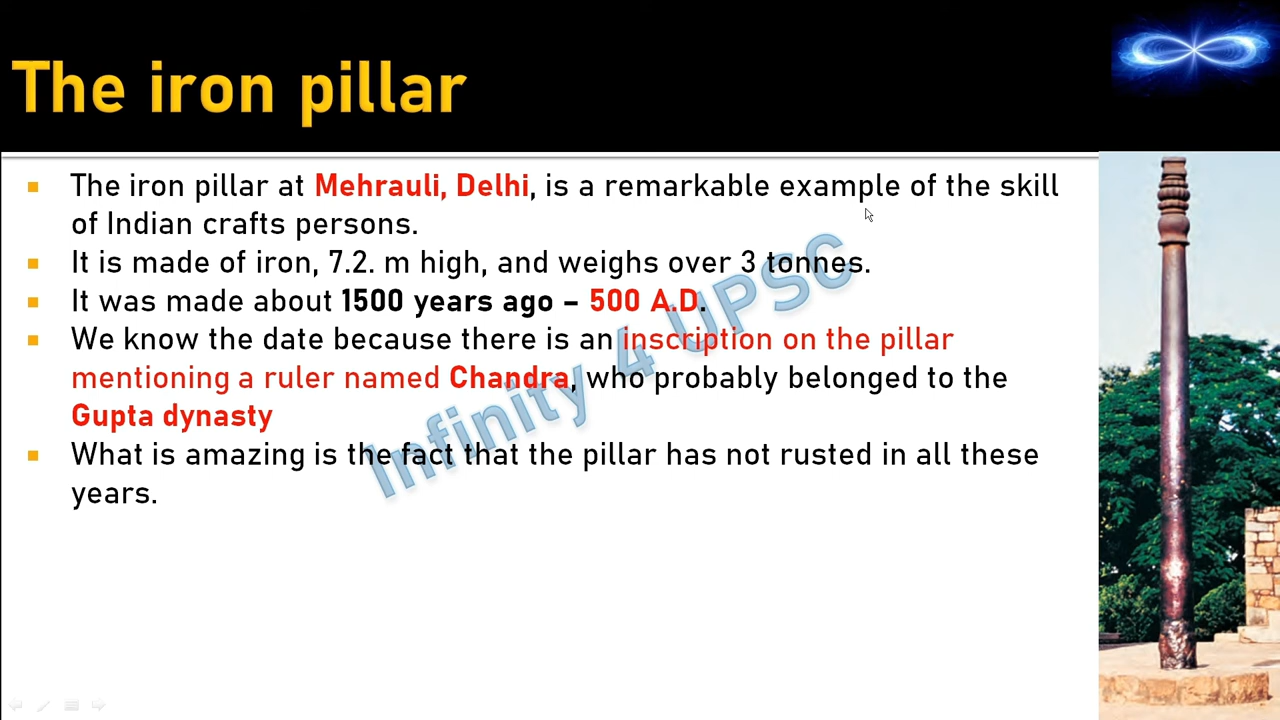 The iron pillar
The iron pillar at Mehrauli, Delhi, is a remarkable example of the skill
of Indian crafts persons.
It is made of iron, 7.2. m high, and weighs over 3 tonnes.
It was made about 1500 years ago – 500 A.D.
We know the date because there is an inscription on the pillar
mentioning a ruler named Chandra, who probably belonged to the
Gupta dynasty
What is amazing is the fact that the pillar has not rusted in all these
years.
Infinity 4 UPSC